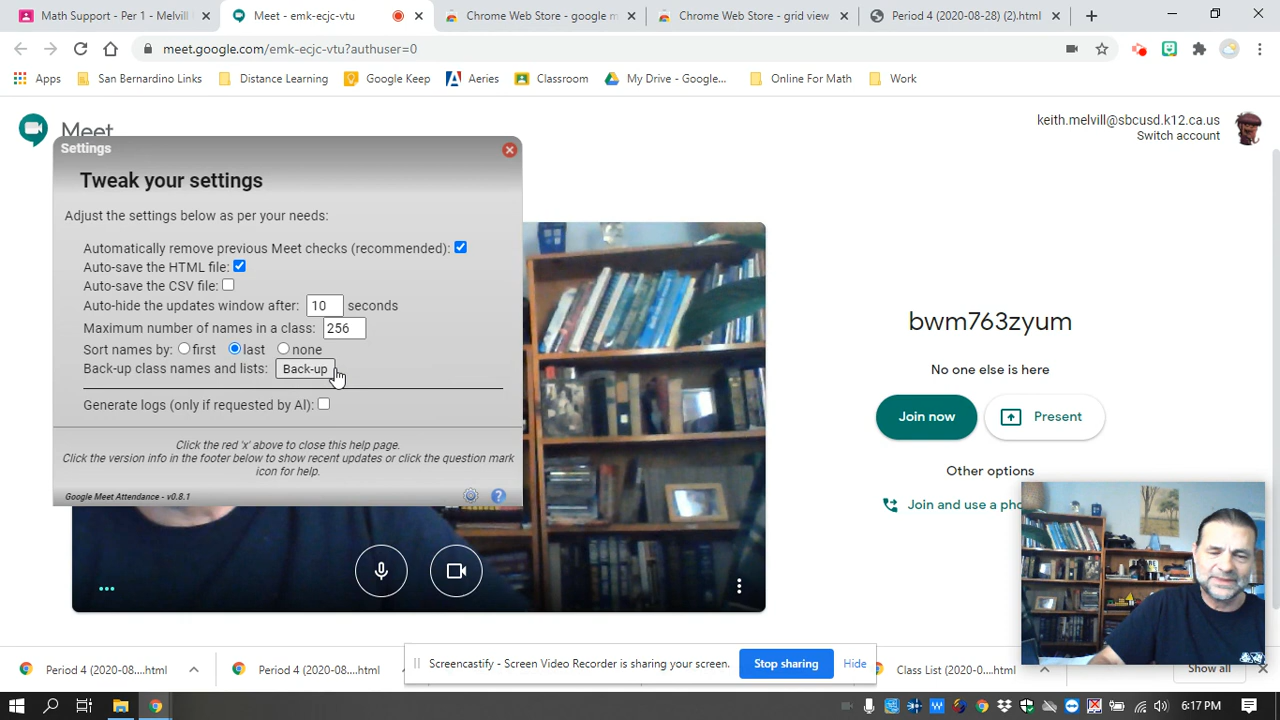 Math Support - Per 1 - Melvill
Meet - emk-ecjc-vtu
Chrome Web Store - google m
Chrome Web Store - grid view
Period 4 (2020-08-28) (2).html
meet.google.com/emk-ecjc-vtu?authuser=0
Apps
San Bernardino Links
Distance Learning
Google Keep
Aeries
Classroom
My Drive - Google...
Online For Math
Work
Meet
keith.melvill@sbcusd.k12.ca.us
Switch account
Settings
Tweak your settings
Adjust the settings below as per your needs:
Automatically remove previous Meet checks (recommended):
Auto-save the HTML file:
Auto-save the CSV file:
Auto-hide the updates window after: 10 seconds
Maximum number of names in a class: 256
Sort names by: first last none
Back-up class names and lists: Back-up
Generate logs (only if requested by Al):
Click the red 'x' above to close this help page.
Click the version info in the footer below to show recent updates or click the question mark
icon for help.
Google Meet Attendance - v0.8.1
bwm763zyum
No one else is here
Join now
Present
Other options
Join and use a pho
Screencastify - Screen Video Recorder is sharing your screen.
Stop sharing
Hide
Period 4 (2020-08....html
Period 4 (2020-08....html
Class List (2020-0....html
Show all
6:17 PM